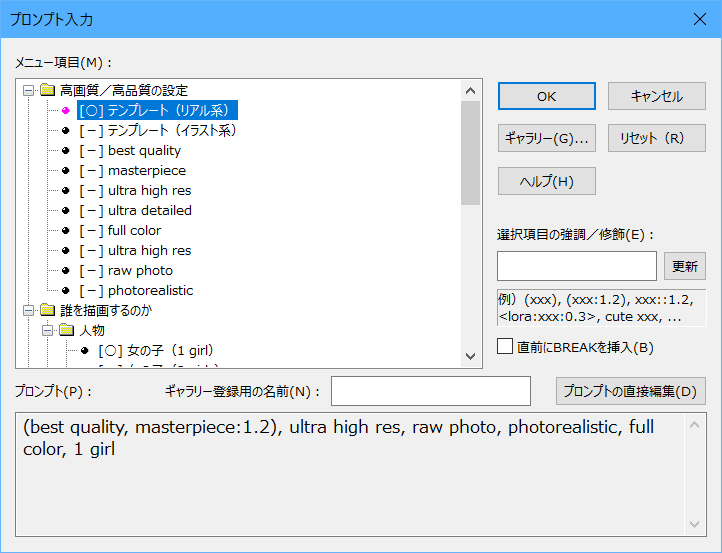 プロンプト入力
メニュー項目(M)：
高画質／高品質の設定
[○] テンプレート（リアル系）
[－] テンプレート（イラスト系）
[－] best quality
[－] masterpiece
[－] ultra high res
[－] ultra detailed
[－] full color
[－] ultra high res
[－] raw photo
[－] photorealistic
誰を描画するのか
人物
[○] 女の子（1 girl）
OK
キャンセル
ギャラリー(G)...
リセット（R）
ヘルプ(H)
選択項目の強調／修飾(E)：
更新
例）(xxx), (xxx:1.2), xxx::1.2,
<lora:xxx:0.3>, cute xxx, ...
直前にBREAKを挿入(B)
プロンプト(P)：
ギャラリー登録用の名前(N)：
プロンプトの直接編集(D)
(best quality, masterpiece:1.2), ultra high res, raw photo, photorealistic, full
color, 1 girl